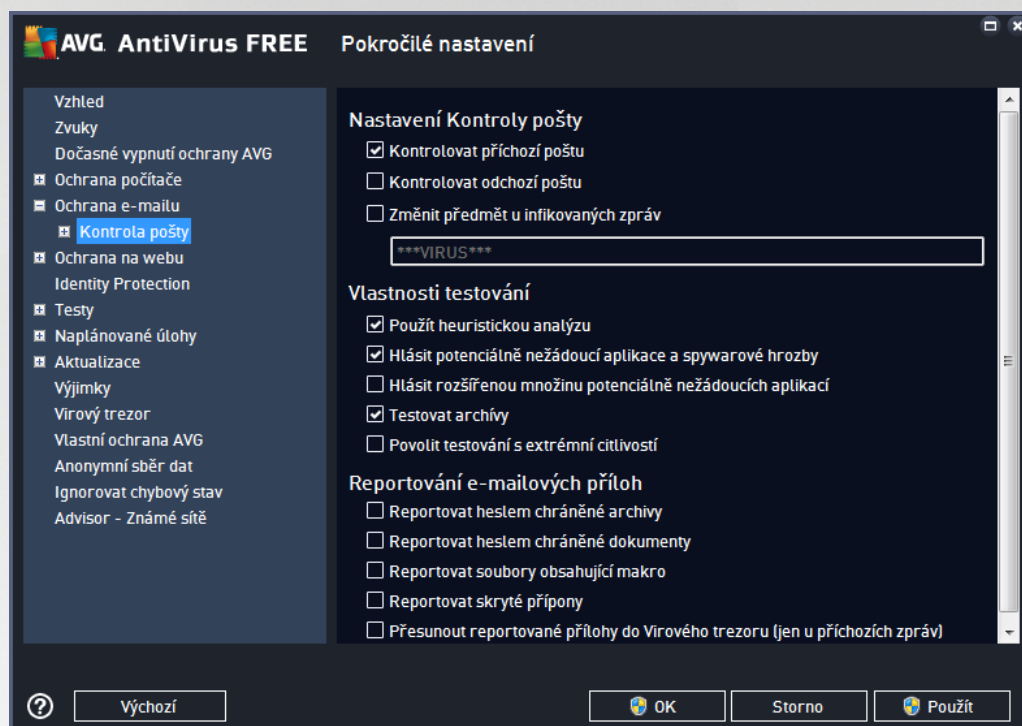 AVG. AntiVirus FREE Pokročilé nastavení
Vzhled
Zvuky
Dočasné vypnutí ochrany AVG
Ochrana počítače
Ochrana e-mailu
Kontrola pošty
Ochrana na webu
Identity Protection
Testy
Naplánované úlohy
Aktualizace
Výjimky
Virový trezor
Vlastní ochrana AVG
Anonymní sběr dat
Ignorovat chybový stav
Advisor - Známé sítě
Nastavení Kontroly pošty
Kontrolovat příchozí poštu
Kontrolovat odchozí poštu
Změnit předmět u infikovaných zpráv
***VIRUS***
Vlastnosti testování
Použít heuristickou analýzu
Hlásit potenciálně nežádoucí aplikace a spywarové hrozby
Hlásit rozšířenou množinu potenciálně nežádoucích aplikací
Testovat archívy
Povolit testování s extrémní citlivostí
Reportování e-mailových příloh
Reportovat heslem chráněné archivy
Reportovat heslem chráněné dokumenty
Reportovat soubory obsahující makro
Reportovat skryté přípony
Přesunout reportované přílohy do Virového trezoru (jen u příchozích zpráv)
Výchozí OK Storno Použít